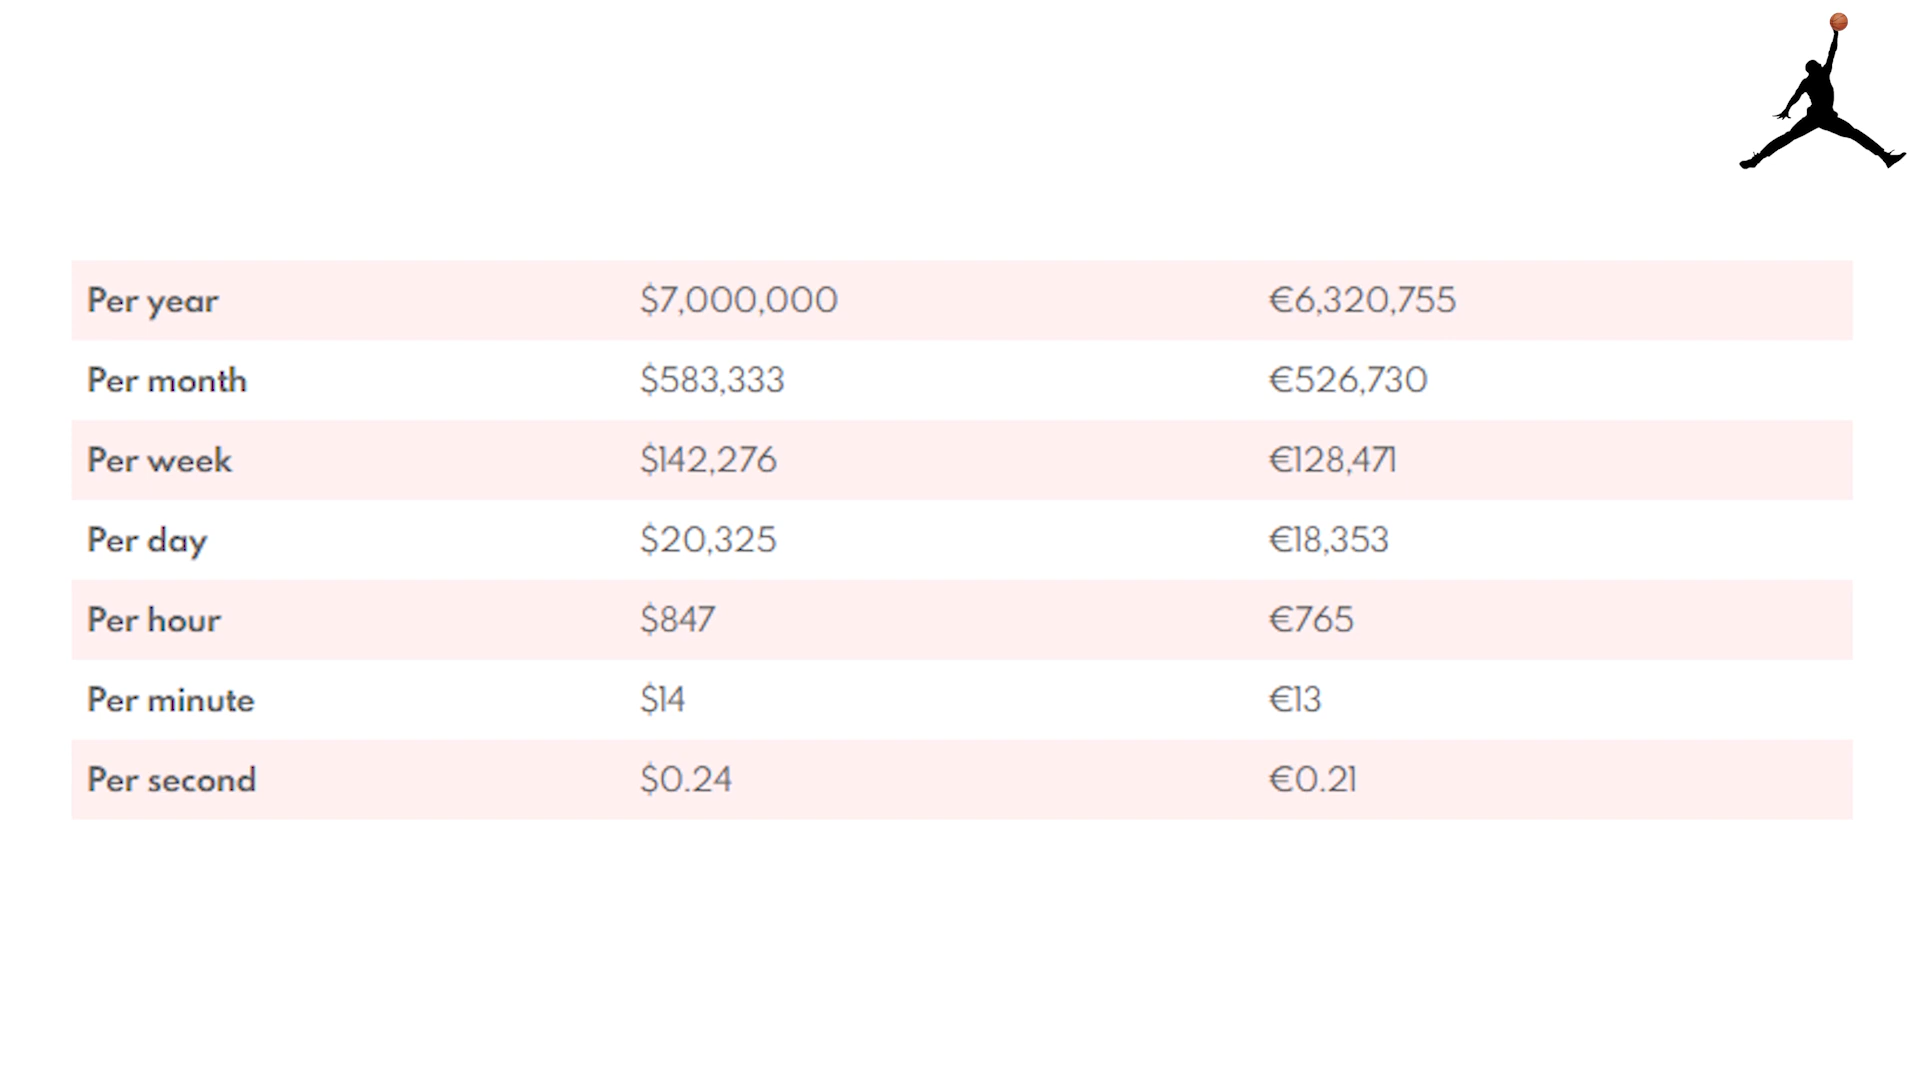 Per year $7,000,000 €6,320,755
Per month $583,333 €526,730
Per week $142,276 €128,471
Per day $20,325 €18,353
Per hour $847 €765
Per minute $14 €13
Per second $0.24 €0.21